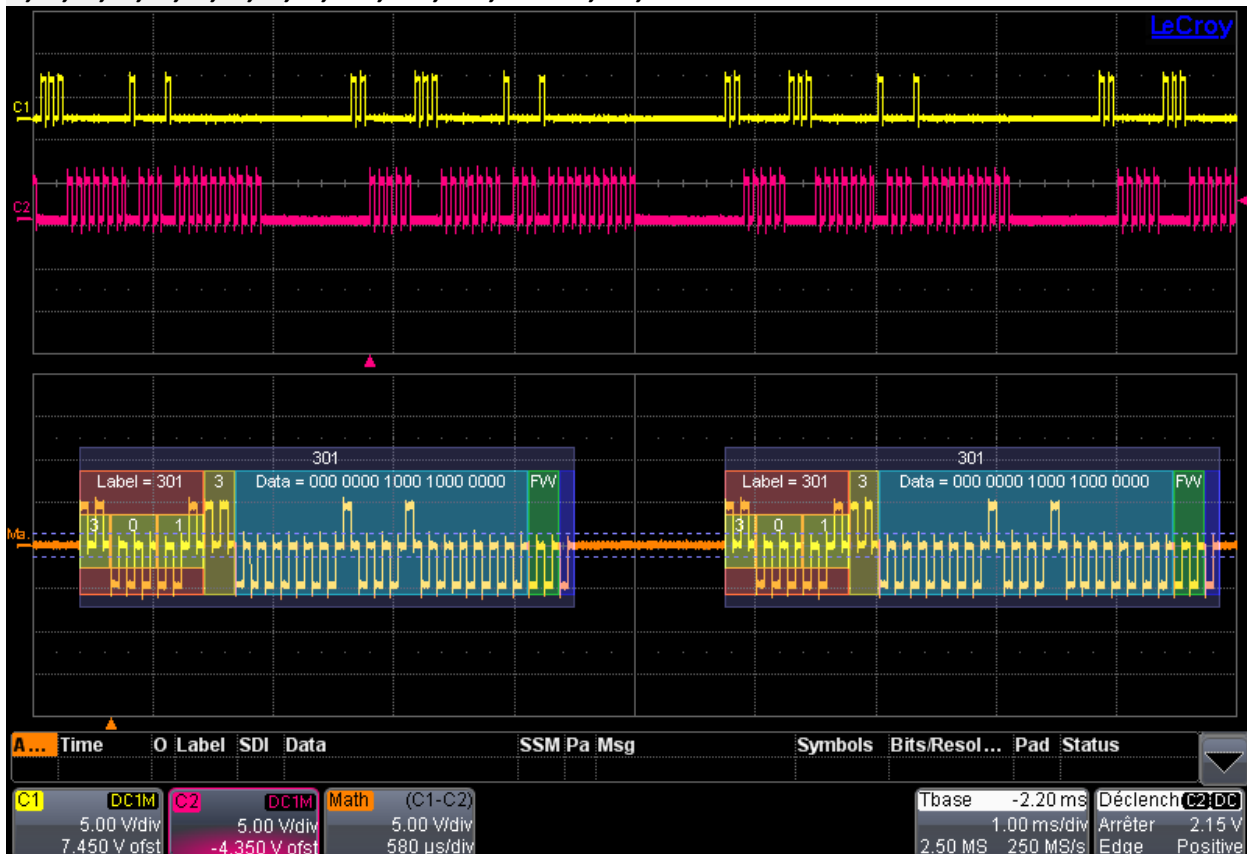 LeCroy
C1
C2
301
301
Label = 301 3 Data = 000 0000 1000 1000 0000 FW
Label = 301 3 Data = 000 0000 1000 1000 0000 FW
3 0 1
3 0 1
Ma.
A... Time O Label SDI Data SSM Pa Msg Symbols Bits/Resol... Pad Status
C1 DC1M C2 DC1M Math (C1-C2) Tbase -2.20 ms Déclench C2 DC
5.00 V/div 5.00 V/div 5.00 V/div 1.00 ms/div Arrêter 2.15 V
7.450 V ofst -4.350 V ofst 580 µs/div 2.50 MS 250 MS/s Edge Positive